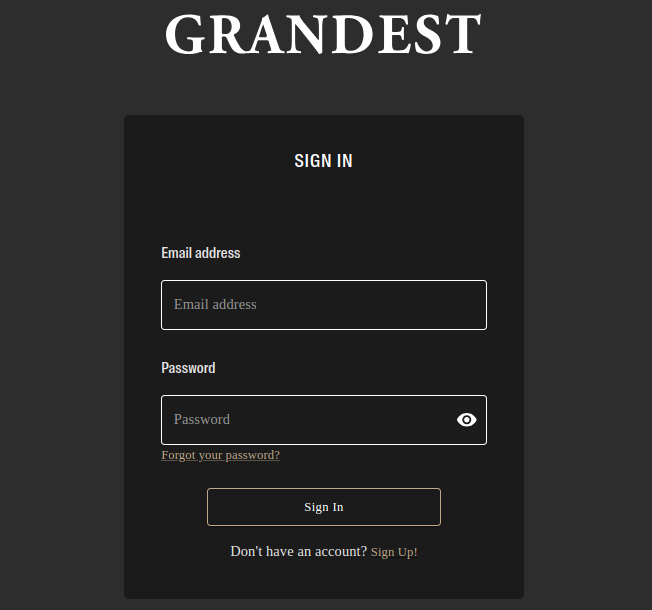 GRANDEST
SIGN IN
Email address
Email address
Password
Password
Forgot your password?
Sign In
Don't have an account? Sign Up!